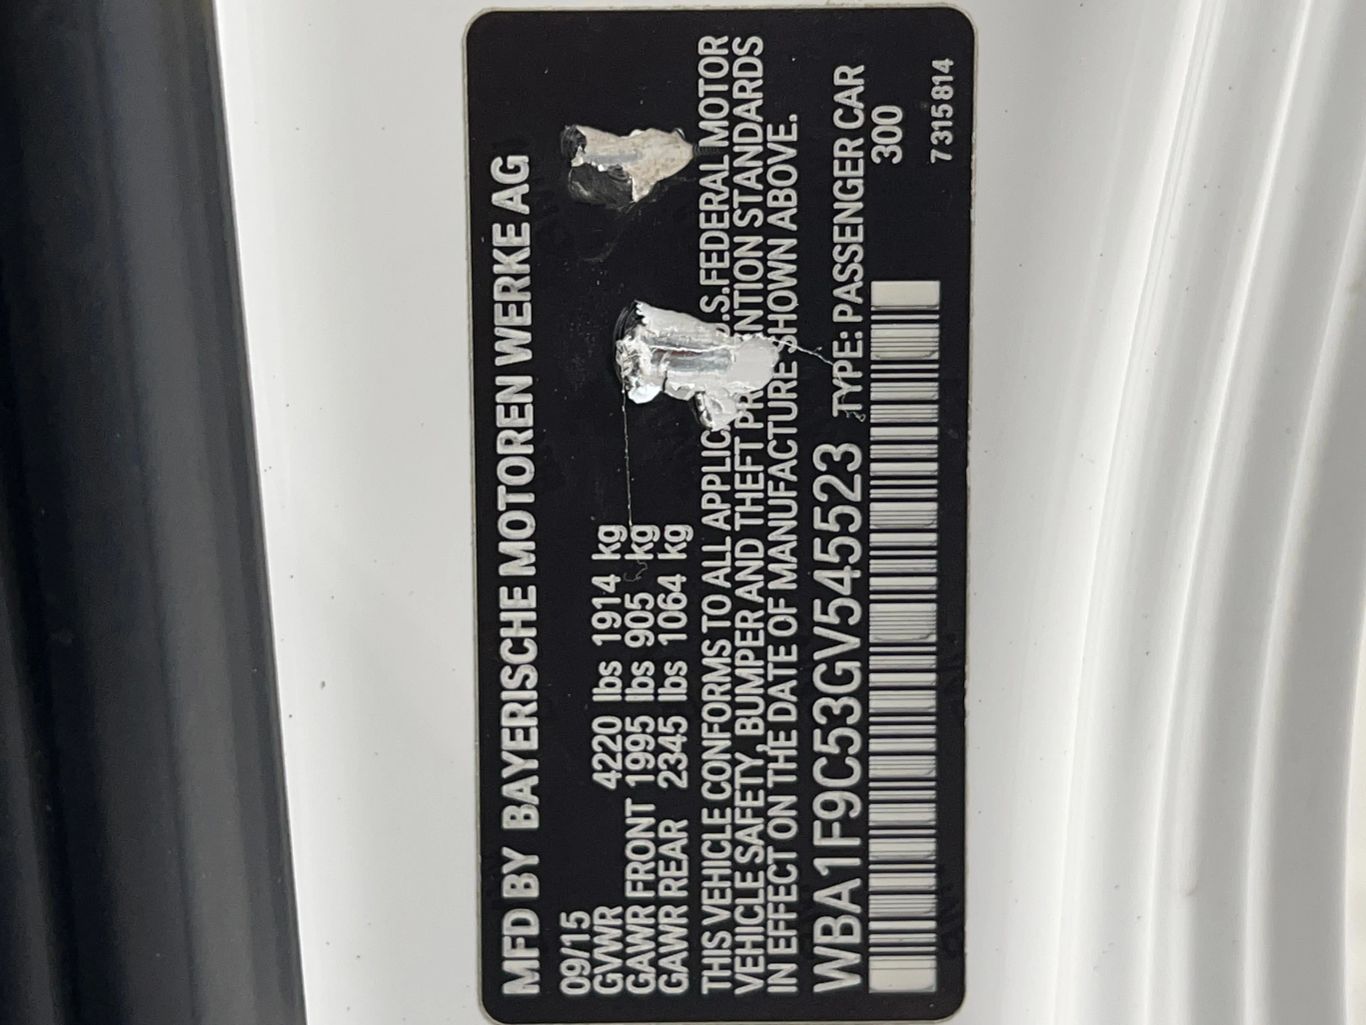 MFD BY BAYERISCHE MOTOREN WERKE AG
09/15
GVWR 4220 lbs 1914 kg
GAWR FRONT 1995 lbs 905 kg
GAWR REAR 2345 lbs 1064 kg
THIS VEHICLE CONFORMS TO ALL APPLIC U.S. FEDERAL MOTOR
VEHICLE SAFETY, BUMPER AND THEFT PR NTION STANDARDS
IN EFFECT ON THE DATE OF MANUFACTURE SHOWN ABOVE.
WBA1F9C53GV545523 TYPE: PASSENGER CAR
300
7315814